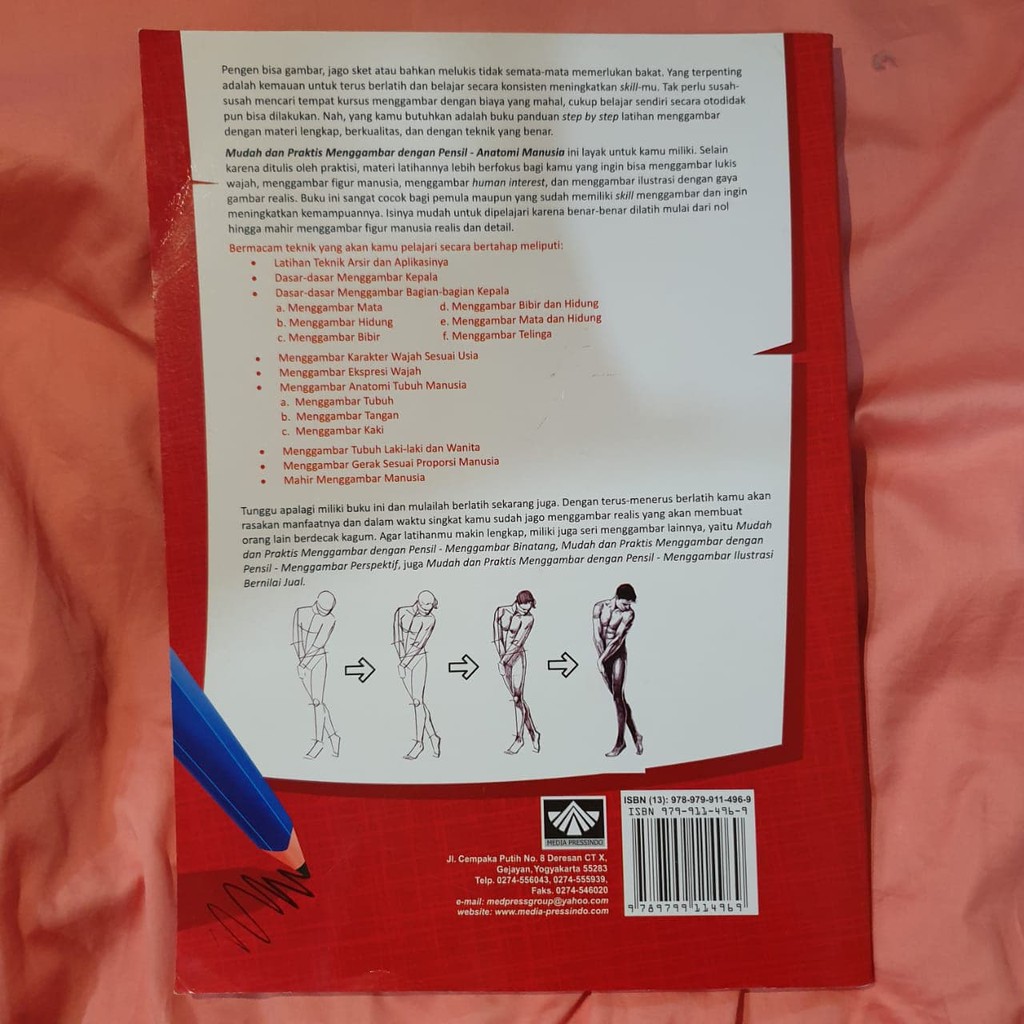 Pengen bisa gambar, jago sket atau bahkan melukis tidak semata-mata memerlukan bakat. Yang terpenting
adalah kemauan untuk terus berlatih dan belajar secara konsisten meningkatkan skill-mu. Tak perlu susah-
susah mencari tempat kursus menggambar dengan biaya yang mahal, cukup belajar sendiri secara otodidak
pun bisa dilakukan. Nah, yang kamu butuhkan adalah buku panduan step by step latihan menggambar
dengan materi lengkap, berkualitas, dan dengan teknik yang benar.
Mudah dan Praktis Menggambar dengan Pensil - Anatomi Manusia ini layak untuk kamu miliki. Selain
karena ditulis oleh praktisi, materi latihannya lebih berfokus bagi kamu yang ingin bisa menggambar lukis
wajah, menggambar figur manusia, menggambar human interest, dan menggambar ilustrasi dengan gaya
gambar realis. Buku ini sangat cocok bagi pemula maupun yang sudah memiliki skill menggambar dan ingin
meningkatkan kemampuannya. Isinya mudah untuk dipelajari karena benar-benar dilatih mulai dari nol
hingga mahir menggambar figur manusia realis dan detail.
Bermacam teknik yang akan kamu pelajari secara bertahap meliputi:
• Latihan Teknik Arsir dan Aplikasinya
• Dasar-dasar Menggambar Kepala
• Dasar-dasar Menggambar Bagian-bagian Kepala
a. Menggambar Mata d. Menggambar Bibir dan Hidung
b. Menggambar Hidung e. Menggambar Mata dan Hidung
c. Menggambar Bibir f. Menggambar Telinga
• Menggambar Karakter Wajah Sesuai Usia
• Menggambar Ekspresi Wajah
• Menggambar Anatomi Tubuh Manusia
a. Menggambar Tubuh
b. Menggambar Tangan
c. Menggambar Kaki
• Menggambar Tubuh Laki-laki dan Wanita
• Menggambar Gerak Sesuai Proporsi Manusia
• Mahir Menggambar Manusia
Tunggu apalagi miliki buku ini dan mulailah berlatih sekarang juga. Dengan terus-menerus berlatih kamu akan
rasakan manfaatnya dan dalam waktu singkat kamu sudah jago menggambar realis yang akan membuat
orang lain berdecak kagum. Agar latihanmu makin lengkap, miliki juga seri menggambar lainnya, yaitu Mudah
dan Praktis Menggambar dengan Pensil - Menggambar Binatang, Mudah dan Praktis Menggambar dengan
Pensil - Menggambar Perspektif, juga Mudah dan Praktis Menggambar dengan Pensil - Menggambar Ilustrasi
Bernilai Jual.
MEDIA PRESSINDO
Jl. Cempaka Putih No. 8 Deresan CT X,
Gejayan, Yogyakarta 55283
Telp. 0274-556043, 0274-555939,
Faks. 0274-546020
e-mail: medpressgroup@yahoo.com
website: www.media-pressindo.com
ISBN (13): 978-979-911-496-9
ISBN 979-911-496-9
9 789799 114969